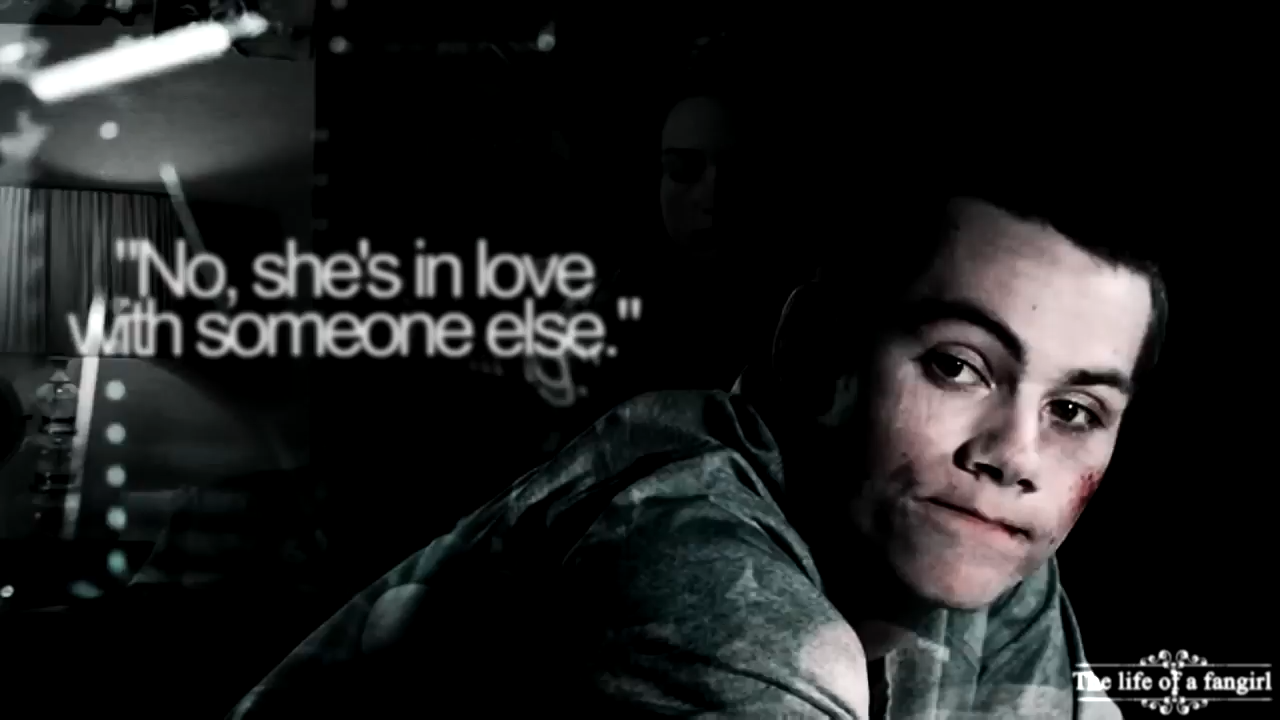 "No, she's in love
with someone else."
The life of a fangirl